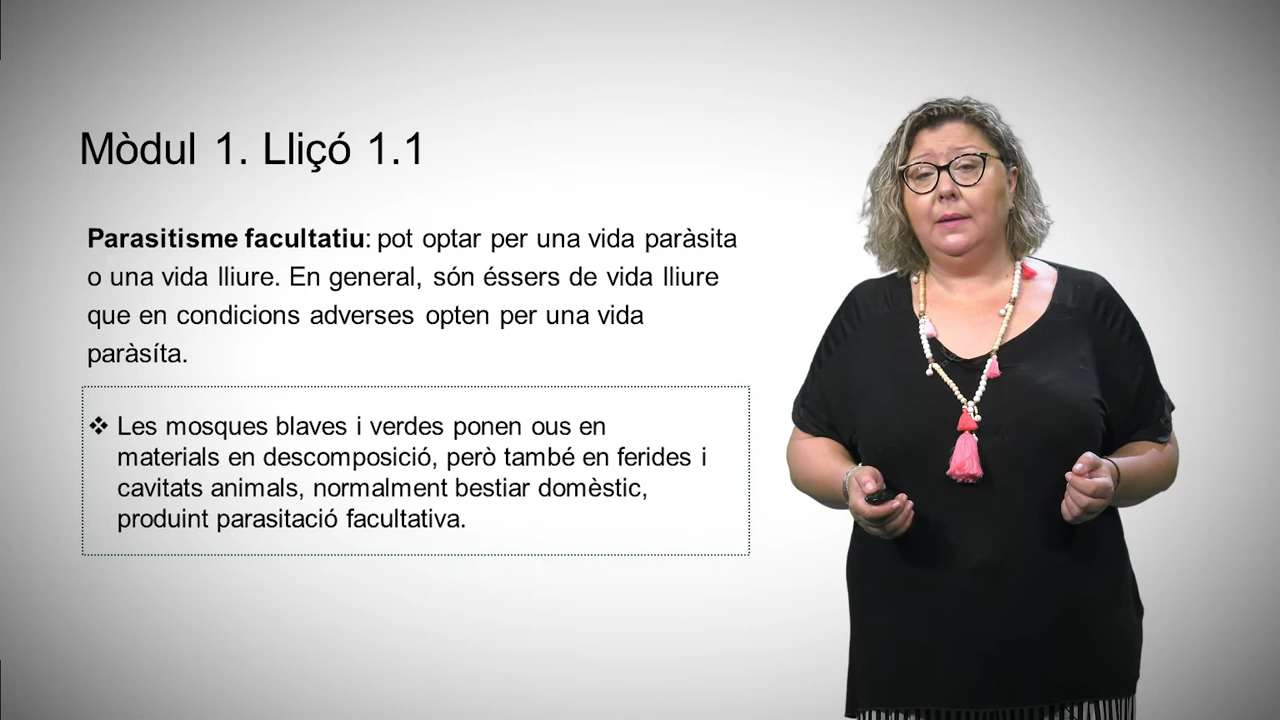 Mòdul 1. Lliçó 1.1
Parasitisme facultatiu: pot optar per una vida paràsita
o una vida lliure. En general, són éssers de vida lliure
que en condicions adverses opten per una vida
paràsíta.
❖ Les mosques blaves i verdes ponen ous en
materials en descomposició, però també en ferides i
cavitats animals, normalment bestiar domèstic,
produint parasitació facultativa.